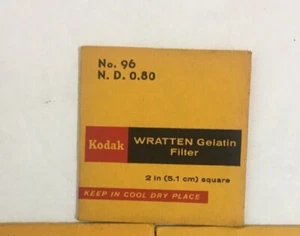 No. 96
N. D. 0.80
Kodak WRATTEN Gelatin
Filter
2 in (5.1 cm) square
KEEP IN COOL DRY PLACE